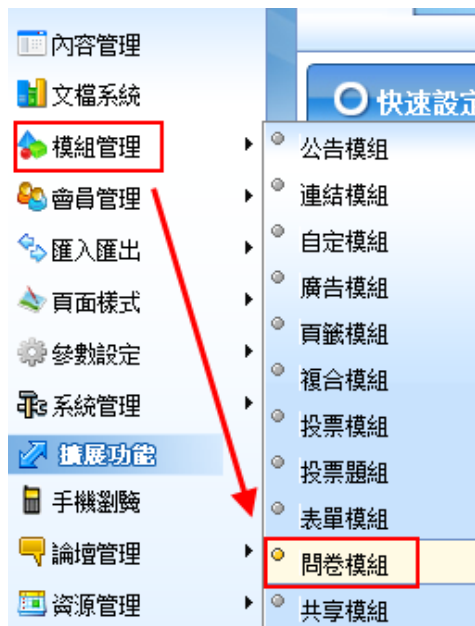 內容管理
文檔系統
模組管理
會員管理
匯入匯出
頁面樣式
參數設定
系統管理
擴展功能
手機瀏覽
論壇管理
資源管理
快速設定
公告模組
連結模組
自定模組
廣告模組
頁籤模組
複合模組
投票模組
投票題組
表單模組
問卷模組
共享模組